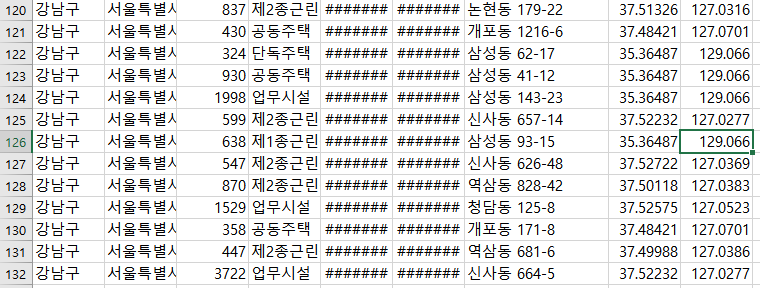 120 강남구 서울특별시 837 제2종근린 ####### ####### 논현동 179-22 37.51326 127.0316
121 강남구 서울특별시 430 공동주택 ####### ####### 개포동 1216-6 37.48421 127.0701
122 강남구 서울특별시 324 단독주택 ####### ####### 삼성동 62-17 35.36487 129.066
123 강남구 서울특별시 930 공동주택 ####### ####### 삼성동 41-12 35.36487 129.066
124 강남구 서울특별시 1998 업무시설 ####### ####### 삼성동 143-23 35.36487 129.066
125 강남구 서울특별시 599 제2종근린 ####### ####### 신사동 657-14 37.52232 127.0277
126 강남구 서울특별시 638 제1종근린 ####### ####### 삼성동 93-15 35.36487 129.066
127 강남구 서울특별시 547 제2종근린 ####### ####### 신사동 626-48 37.52722 127.0369
128 강남구 서울특별시 870 제2종근린 ####### ####### 역삼동 828-42 37.50118 127.0383
129 강남구 서울특별시 1529 업무시설 ####### ####### 청담동 125-8 37.52575 127.0523
130 강남구 서울특별시 358 공동주택 ####### ####### 개포동 171-8 37.48421 127.0701
131 강남구 서울특별시 447 제2종근린 ####### ####### 역삼동 681-6 37.49988 127.0386
132 강남구 서울특별시 3722 업무시설 ####### ####### 신사동 664-5 37.52232 127.0277